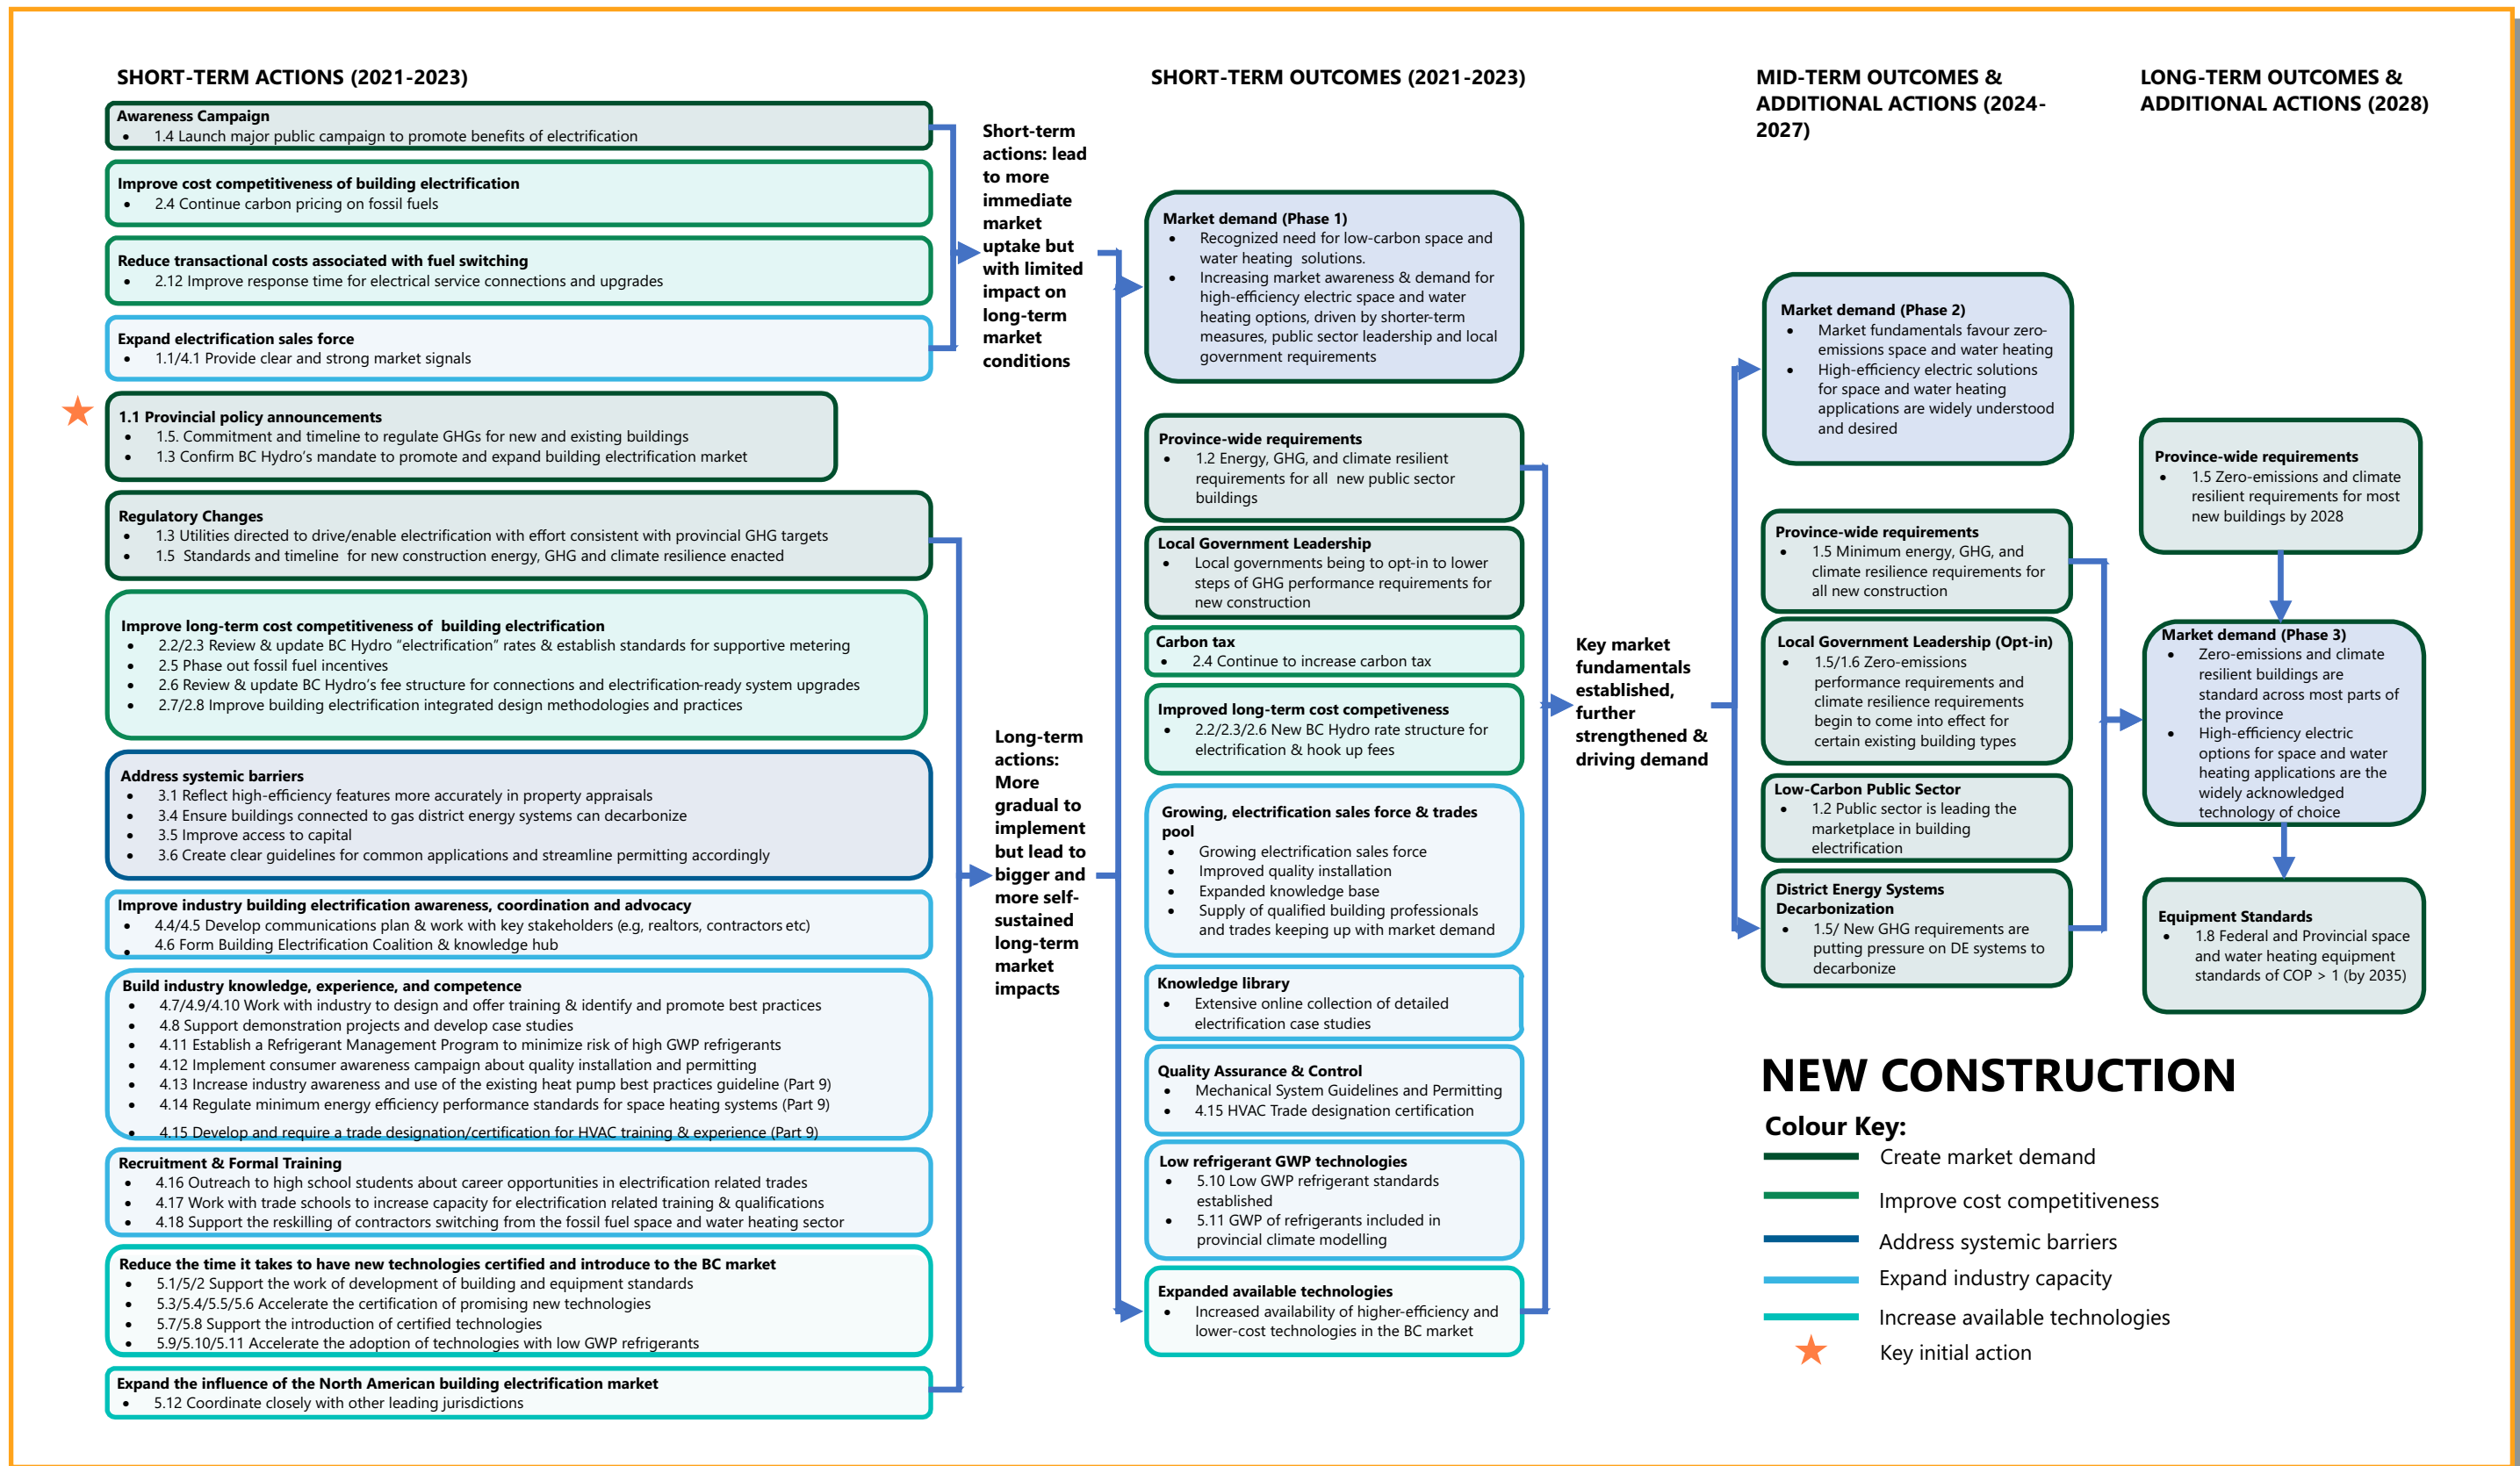 SHORT-TERM ACTIONS (2021-2023)
Awareness Campaign
• 1.4 Launch major public campaign to promote benefits of electrification
Improve cost competitiveness of building electrification
• 2.4 Continue carbon pricing on fossil fuels
Reduce transactional costs associated with fuel switching
• 2.12 Improve response time for electrical service connections and upgrades
Expand electrification sales force
• 1.1/4.1 Provide clear and strong market signals
1.1 Provincial policy announcements
• 1.5. Commitment and timeline to regulate GHGs for new and existing buildings
• 1.3 Confirm BC Hydro’s mandate to promote and expand building electrification market
Regulatory Changes
• 1.3 Utilities directed to drive/enable electrification with effort consistent with provincial GHG targets
• 1.5 Standards and timeline for new construction energy, GHG and climate resilience enacted
Improve long-term cost competitiveness of building electrification
• 2.2/2.3 Review & update BC Hydro “electrification” rates & establish standards for supportive metering
• 2.5 Phase out fossil fuel incentives
• 2.6 Review & update BC Hydro’s fee structure for connections and electrification-ready system upgrades
• 2.7/2.8 Improve building electrification integrated design methodologies and practices
Address systemic barriers
• 3.1 Reflect high-efficiency features more accurately in property appraisals
• 3.4 Ensure buildings connected to gas district energy systems can decarbonize
• 3.5 Improve access to capital
• 3.6 Create clear guidelines for common applications and streamline permitting accordingly
Improve industry building electrification awareness, coordination and advocacy
• 4.4/4.5 Develop communications plan & work with key stakeholders (e.g, realtors, contractors etc)
• 4.6 Form Building Electrification Coalition & knowledge hub
Build industry knowledge, experience, and competence
• 4.7/4.9/4.10 Work with industry to design and offer training & identify and promote best practices
• 4.8 Support demonstration projects and develop case studies
• 4.11 Establish a Refrigerant Management Program to minimize risk of high GWP refrigerants
• 4.12 Implement consumer awareness campaign about quality installation and permitting
• 4.13 Increase industry awareness and use of the existing heat pump best practices guideline (Part 9)
• 4.14 Regulate minimum energy efficiency performance standards for space heating systems (Part 9)
• 4.15 Develop and require a trade designation/certification for HVAC training & experience (Part 9)
Recruitment & Formal Training
• 4.16 Outreach to high school students about career opportunities in electrification related trades
• 4.17 Work with trade schools to increase capacity for electrification related training & qualifications
• 4.18 Support the reskilling of contractors switching from the fossil fuel space and water heating sector
Reduce the time it takes to have new technologies certified and introduce to the BC market
• 5.1/5/2 Support the work of development of building and equipment standards
• 5.3/5.4/5.5/5.6 Accelerate the certification of promising new technologies
• 5.7/5.8 Support the introduction of certified technologies
• 5.9/5.10/5.11 Accelerate the adoption of technologies with low GWP refrigerants
Expand the influence of the North American building electrification market
• 5.12 Coordinate closely with other leading jurisdictions
Short-term
actions: lead
to more
immediate
market
uptake but
with limited
impact on
long-term
market
conditions
Long-term
actions:
More
gradual to
implement
but lead to
bigger and
more self-
sustained
long-term
market
impacts
SHORT-TERM OUTCOMES (2021-2023)
Market demand (Phase 1)
• Recognized need for low-carbon space and
water heating solutions.
• Increasing market awareness & demand for
high-efficiency electric space and water
heating options, driven by shorter-term
measures, public sector leadership and local
government requirements
Province-wide requirements
• 1.2 Energy, GHG, and climate resilient
requirements for all new public sector
buildings
Local Government Leadership
• Local governments being to opt-in to lower
steps of GHG performance requirements for
new construction
Carbon tax
• 2.4 Continue to increase carbon tax
Improved long-term cost competiveness
• 2.2/2.3/2.6 New BC Hydro rate structure for
electrification & hook up fees
Growing, electrification sales force & trades
pool
• Growing electrification sales force
• Improved quality installation
• Expanded knowledge base
• Supply of qualified building professionals
and trades keeping up with market demand
Knowledge library
• Extensive online collection of detailed
electrification case studies
Quality Assurance & Control
• Mechanical System Guidelines and Permitting
• 4.15 HVAC Trade designation certification
Low refrigerant GWP technologies
• 5.10 Low GWP refrigerant standards
established
• 5.11 GWP of refrigerants included in
provincial climate modelling
Expanded available technologies
• Increased availability of higher-efficiency and
lower-cost technologies in the BC market
Key market
fundamentals
established,
further
strengthened &
driving demand
MID-TERM OUTCOMES &
ADDITIONAL ACTIONS (2024-
2027)
Market demand (Phase 2)
• Market fundamentals favour zero-
emissions space and water heating
• High-efficiency electric solutions
for space and water heating
applications are widely understood
and desired
Province-wide requirements
• 1.5 Minimum energy, GHG, and
climate resilience requirements for
all new construction
Local Government Leadership (Opt-in)
• 1.5/1.6 Zero-emissions
performance requirements and
climate resilience requirements
begin to come into effect for
certain existing building types
Low-Carbon Public Sector
• 1.2 Public sector is leading the
marketplace in building
electrification
District Energy Systems
Decarbonization
• 1.5/ New GHG requirements are
putting pressure on DE systems to
decarbonize
LONG-TERM OUTCOMES &
ADDITIONAL ACTIONS (2028)
Province-wide requirements
• 1.5 Zero-emissions and climate
resilient requirements for most
new buildings by 2028
Market demand (Phase 3)
• Zero-emissions and climate
resilient buildings are
standard across most parts of
the province
• High-efficiency electric
options for space and water
heating applications are the
widely acknowledged
technology of choice
Equipment Standards
• 1.8 Federal and Provincial space
and water heating equipment
standards of COP > 1 (by 2035)
NEW CONSTRUCTION
Colour Key:
Create market demand
Improve cost competitiveness
Address systemic barriers
Expand industry capacity
Increase available technologies
Key initial action